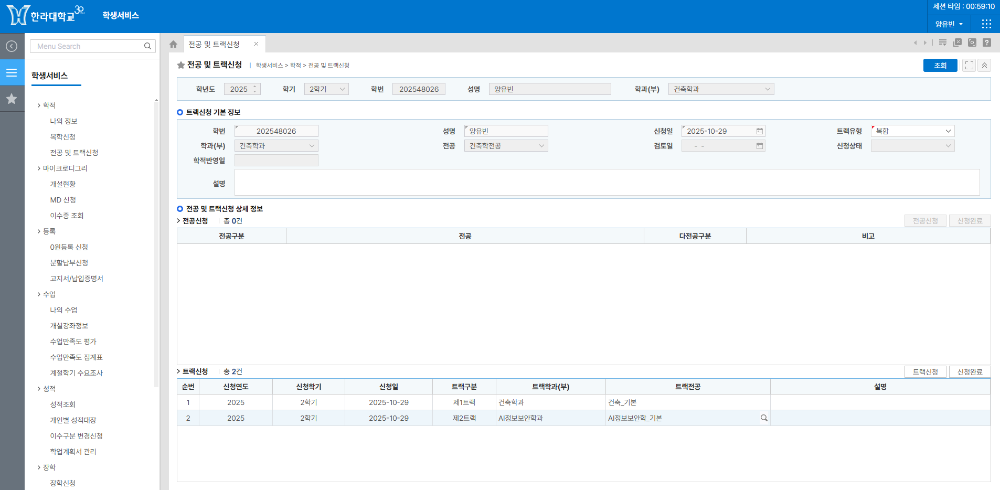 한라대학교 30
학생서비스
세션 타임 : 00:59:10
양유빈
Menu Search
전공 및 트랙신청
학생서비스
전공 및 트랙신청 | 학생서비스 > 학적 > 전공 및 트랙신청
조회
학년도 2025 학기 2학기 학번 202548026 성명 양유빈 학과(부) 건축학과
트랙신청 기본 정보
학번 202548026 성명 양유빈 신청일 2025-10-29 트랙유형 복합
학과(부) 건축학과 전공 건축학전공 검토일 - - 신청상태
학적반영일
설명
전공 및 트랙신청 상세 정보
> 전공신청 | 총 0건
전공신청 신청완료
전공구분 전공 다전공구분 비고
> 트랙신청 | 총 2건
트랙신청 신청완료
순번 신청연도 신청학기 신청일 트랙구분 트랙학과(부) 트랙전공 설명
1 2025 2학기 2025-10-29 제1트랙 건축학과 건축_기본
2 2025 2학기 2025-10-29 제2트랙 AI정보보안학과 AI정보보안학_기본
> 학적
나의 정보
복학신청
전공 및 트랙신청
> 마이크로디그리
개설현황
MD 신청
이수증 조회
> 등록
0원등록 신청
분할납부신청
고지서/납입증명서
> 수업
나의 수업
개설강좌정보
수업만족도 평가
수업만족도 집계표
계절학기 수요조사
> 성적
성적조회
개인별 성적대장
이수구분 변경신청
학업계획서 관리
> 장학
장학신청